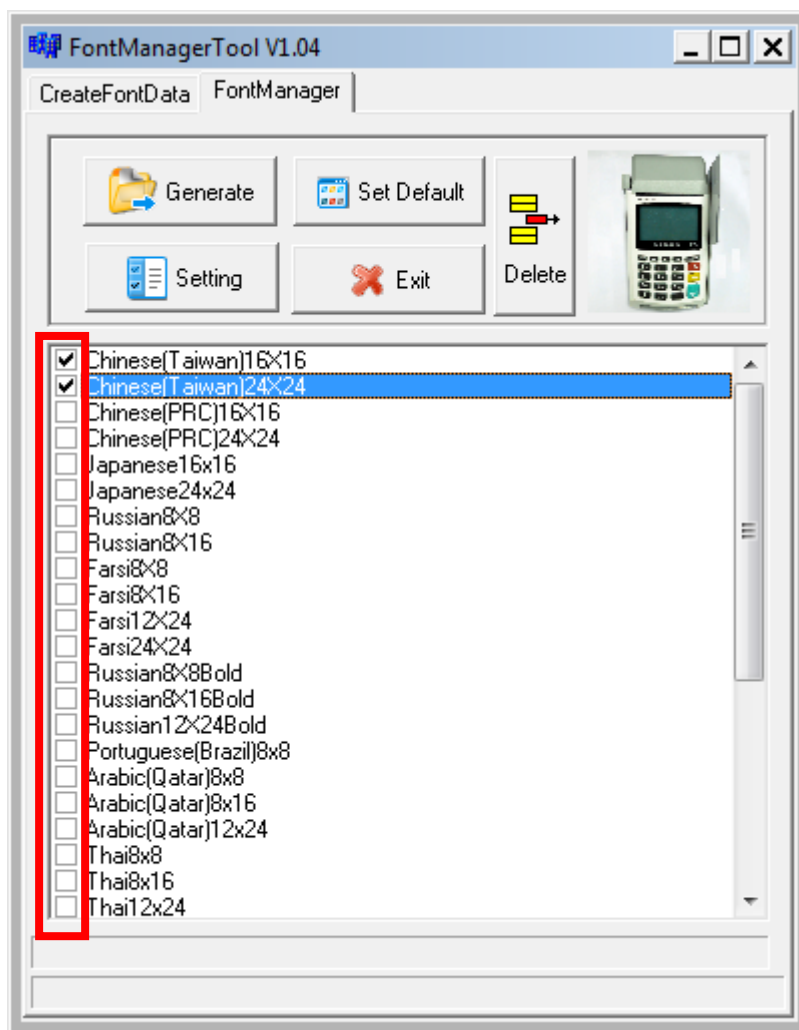 FontManagerTool V1.04
CreateFontData FontManager
Generate Set Default
Setting Exit Delete
Chinese(Taiwan)16X16
Chinese(Taiwan)24X24
Chinese(PRC)16X16
Chinese(PRC)24X24
Japanese16x16
Japanese24x24
Russian8X8
Russian8X16
Farsi8X8
Farsi8X16
Farsi12X24
Farsi24X24
Russian8X8Bold
Russian8X16Bold
Russian12X24Bold
Portuguese(Brazil)8x8
Arabic(Qatar)8x8
Arabic(Qatar)8x16
Arabic(Qatar)12x24
Thai8x8
Thai8x16
Thai12x24